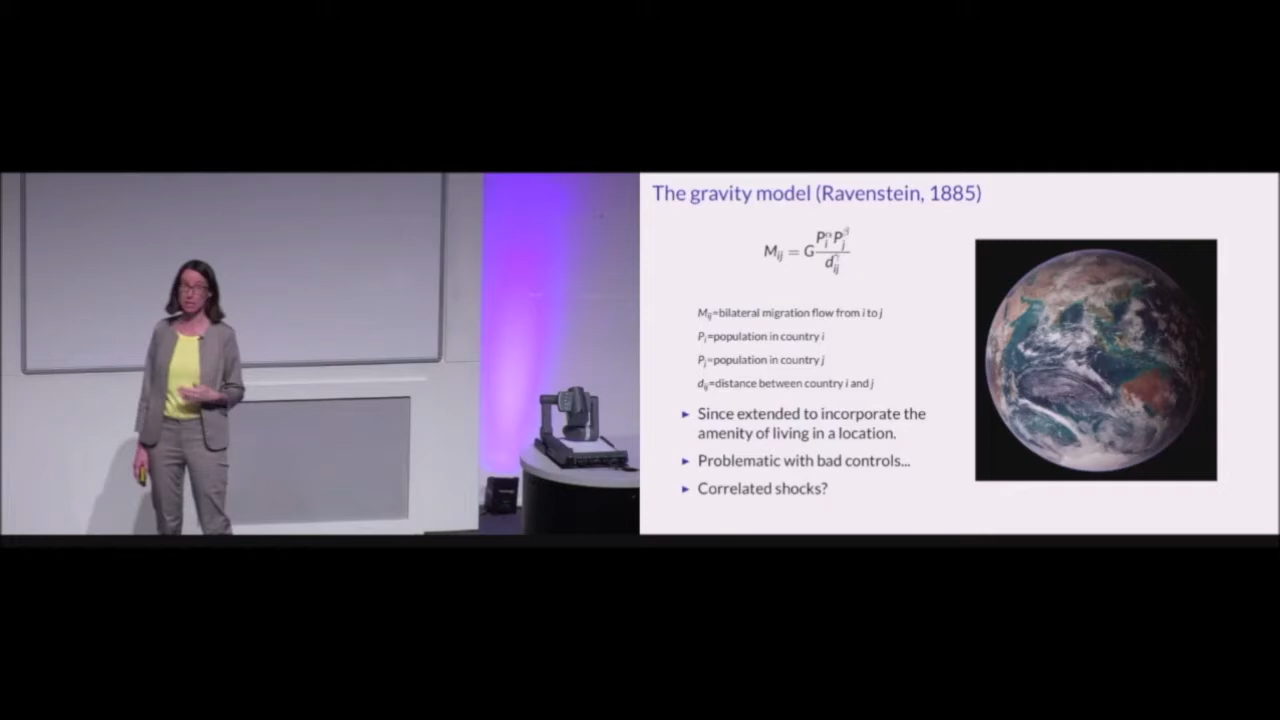 The gravity model (Ravenstein, 1885)
M_ij = G P_i^α P_j^β / d_ij^γ
M_ij=bilateral migration flow from i to j
P_i=population in country i
P_j=population in country j
d_ij=distance between country i and j
► Since extended to incorporate the
amenity of living in a location.
► Problematic with bad controls...
► Correlated shocks?